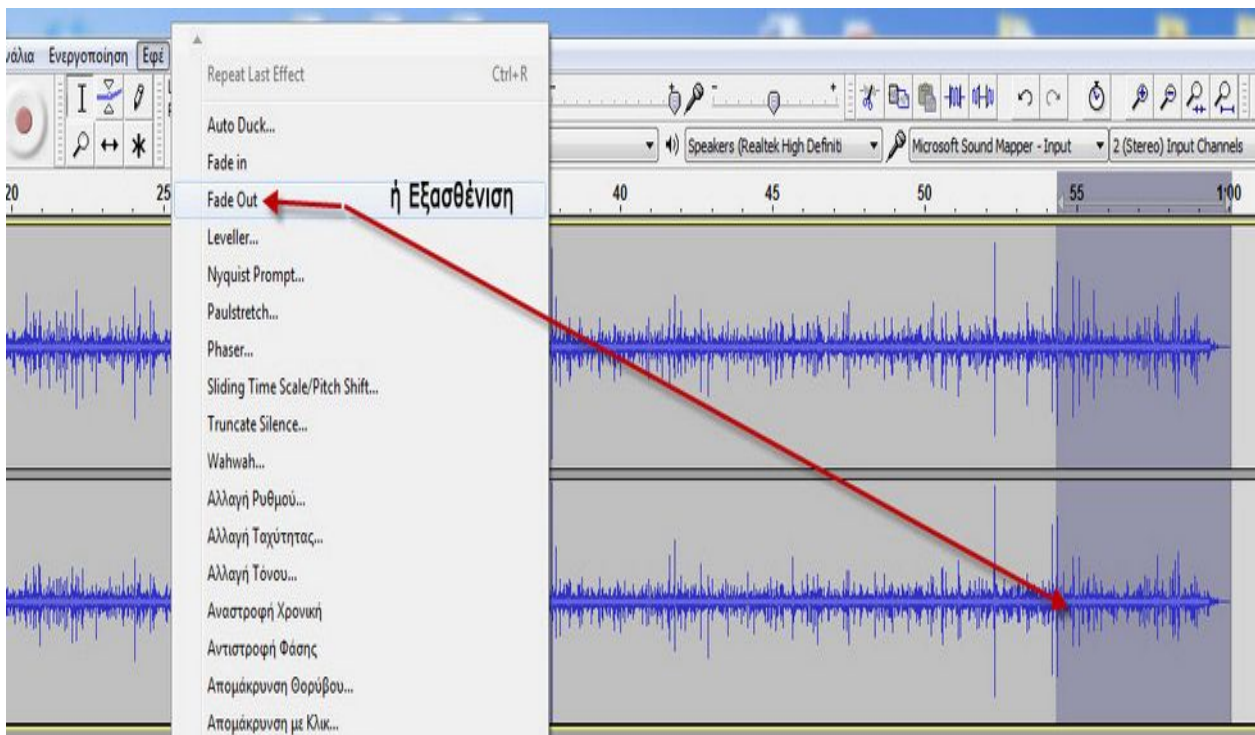 νάλια Ενεργοποίηση Εφέ
Repeat Last Effect Ctrl+R
Auto Duck...
Fade in
Fade Out ή Εξασθένιση
Leveller...
Nyquist Prompt...
Paulstretch...
Phaser...
Sliding Time Scale/Pitch Shift...
Truncate Silence...
Wahwah...
Αλλαγή Ρυθμού...
Αλλαγή Ταχύτητας...
Αλλαγή Τόνου...
Αναστροφή Χρονική
Αντιστροφή Φάσης
Απομάκρυνση Θορύβου...
Απομάκρυνση με Κλικ...
Speakers (Realtek High Definiti Microsoft Sound Mapper - Input 2 (Stereo) Input Channels
20 25 40 45 50 55 1'00